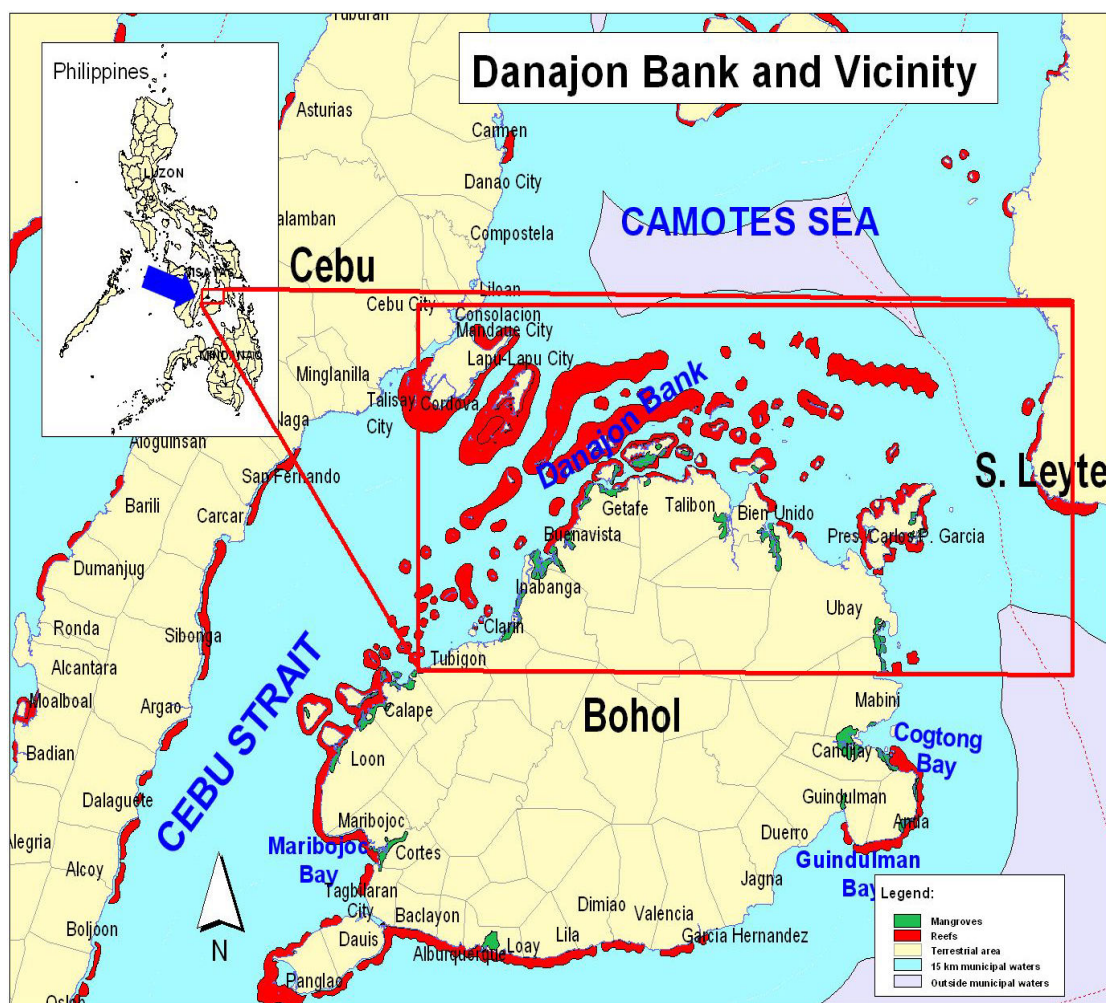 Danajon Bank and Vicinity
Philippines
LUZON
Tuburan
Asturias
Carmen
Danao City
alamban
CAMOTES SEA
Compostela
Cebu
Liloan
Cebu City
Consolacion
Mandaue City
Lapu-Lapu City
Minglanilla
Talisay
City
Cordova
Naga
Danajon Bank
Aloguinsan
San Fernando
S. Leyte
Barili
Carcar
Getafe
Talibon
Bien Unido
Buenavista
Pres. Carlos P. Garcia
Dumanjug
Inabanga
Ubay
Ronda
Sibonga
Clarin
Alcantara
Tubigon
CEBU STRAIT
Moalboal
Argao
Calape
Bohol
Mabini
Badian
Loon
Candijay
Cogtong
Bay
Dalaguete
Guindulman
Maribojoc
Anda
Alegria
Duerro
Maribojoc
Bay
Cortes
Guindulman
Bay
Alcoy
Jagna
Tagbilaran
City
Dimiao
Valencia
Boljoon
Baclayon
Lila
Garcia Hernandez
Dauis
Loay
Alburquerque
N
Panglao
Oslob
Legend:
Mangroves
Reefs
Terrestrial area
15 km municipal waters
Outside municipal waters